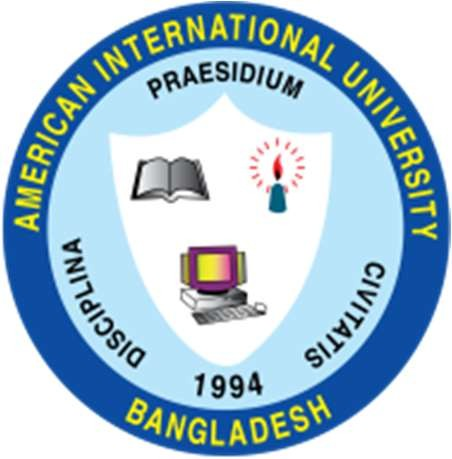 AMERICAN INTERNATIONAL UNIVERSITY
PRAESIDIUM
DISCIPLINA
CIVITATIS
1994
BANGLADESH